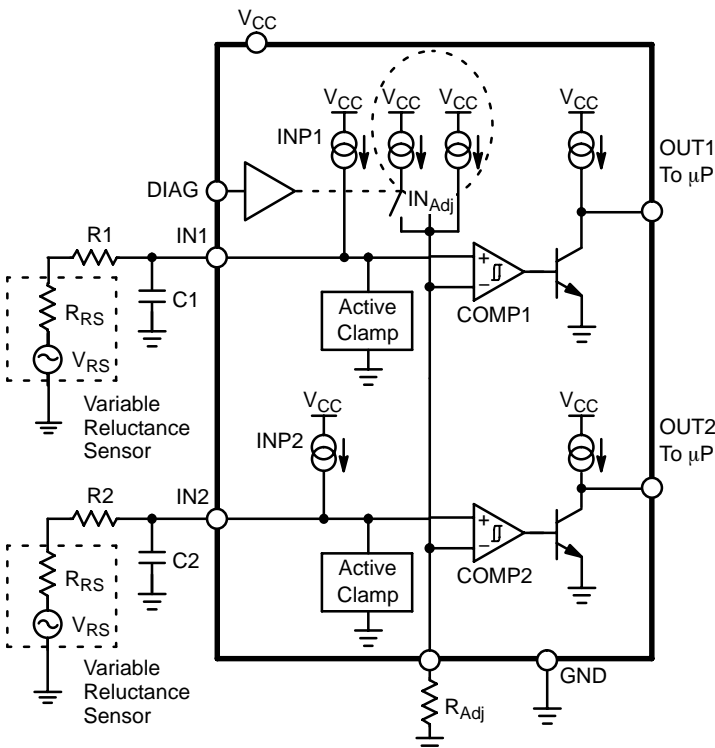 VCC
VCC
VCC
VCC
VCC
INP1
OUT1
To μP
DIAG
INAdj
R1
IN1
+
−
C1
COMP1
Active
Clamp
RRS
VRS
Variable
Reluctance
Sensor
VCC
VCC
INP2
OUT2
To μP
R2
IN2
+
−
C2
COMP2
Active
Clamp
RRS
VRS
Variable
Reluctance
Sensor
GND
RAdj